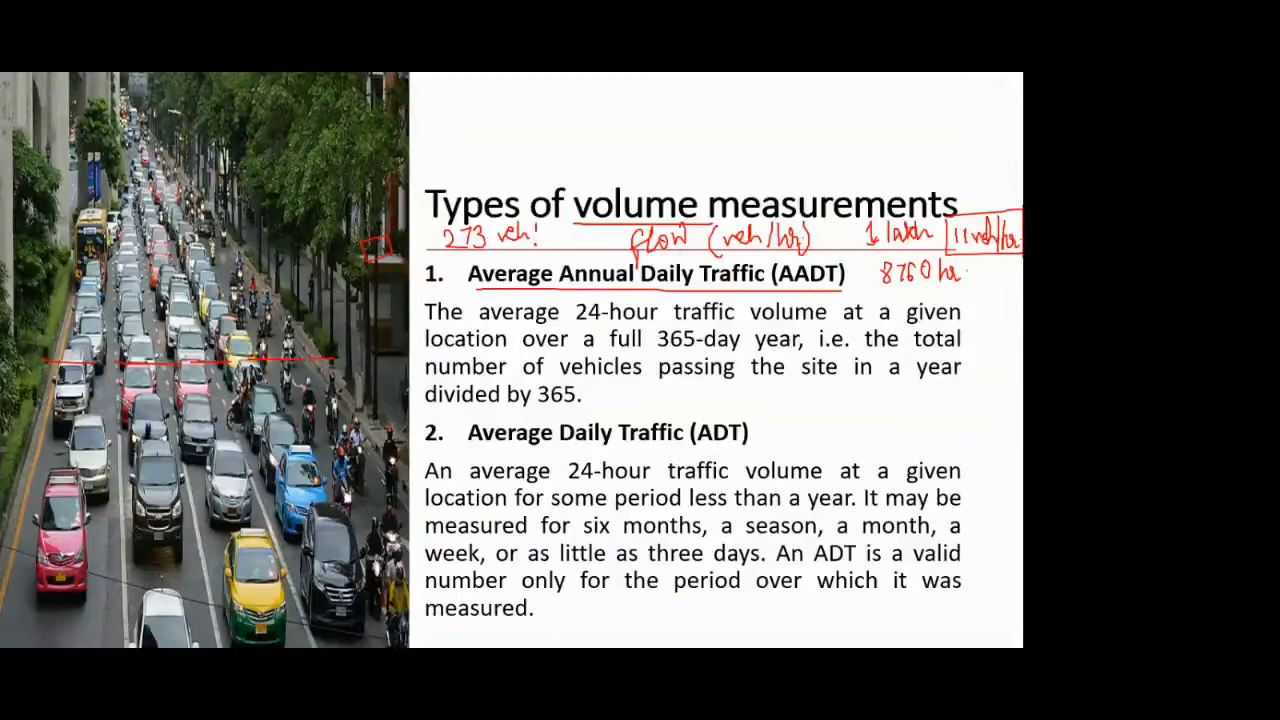 Types of volume measurements
273 veh! flow (veh/hr) 1 lakh 11 veh/hr.
1. Average Annual Daily Traffic (AADT) 8760 hr.
The average 24-hour traffic volume at a given
location over a full 365-day year, i.e. the total
number of vehicles passing the site in a year
divided by 365.
2. Average Daily Traffic (ADT)
An average 24-hour traffic volume at a given
location for some period less than a year. It may be
measured for six months, a season, a month, a
week, or as little as three days. An ADT is a valid
number only for the period over which it was
measured.